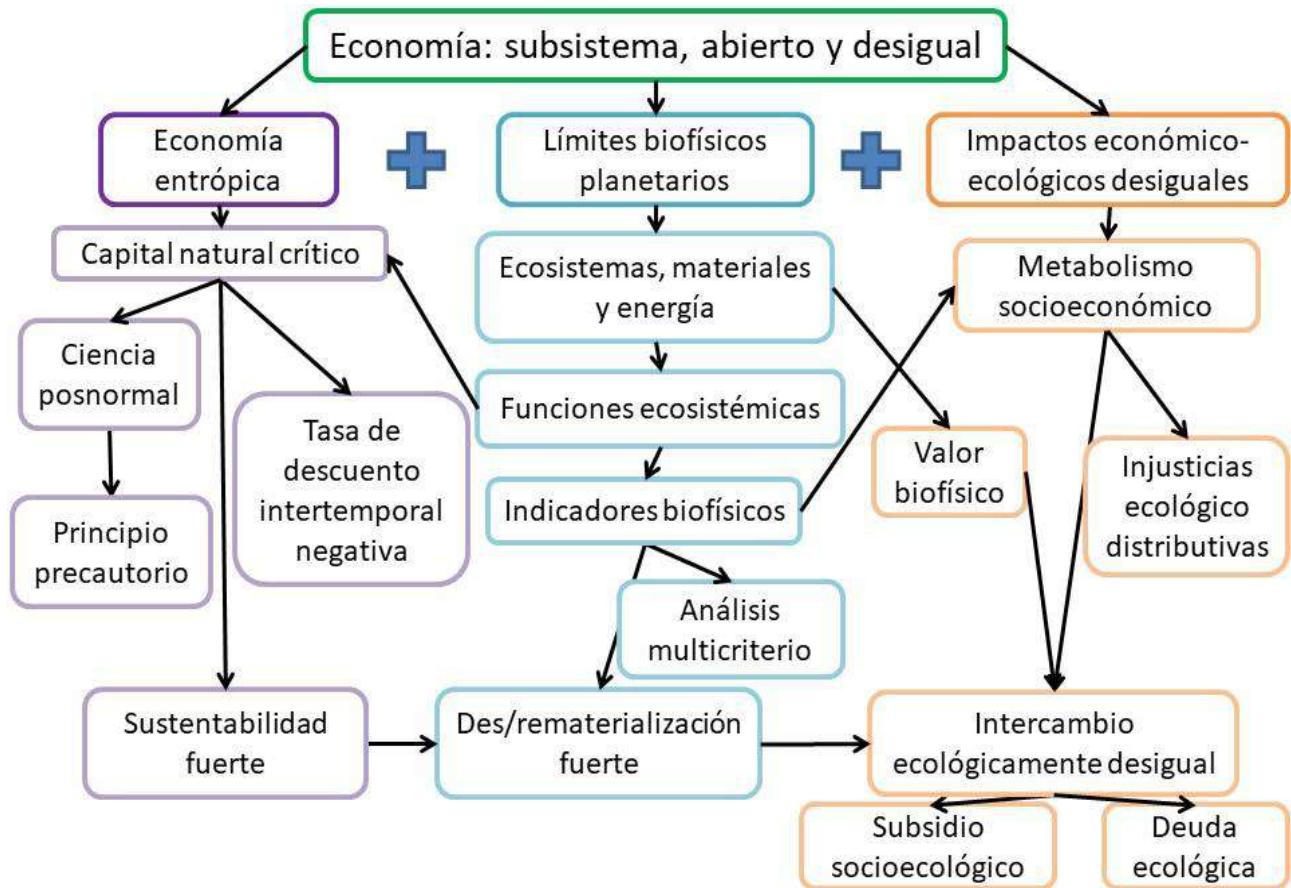 Economía: subsistema, abierto y desigual
Economía
entrópica
Límites biofísicos
planetarios
Impactos económico-
ecológicos desiguales
Capital natural crítico
Ecosistemas, materiales
y energía
Metabolismo
socioeconómico
Ciencia
posnormal
Tasa de
descuento
intertemporal
negativa
Funciones ecosistémicas
Valor
biofísico
Injusticias
ecológico
distributivas
Principio
precautorio
Indicadores biofísicos
Análisis
multicriterio
Sustentabilidad
fuerte
Des/rematerialización
fuerte
Intercambio
ecológicamente desigual
Subsidio
socioecológico
Deuda
ecológica